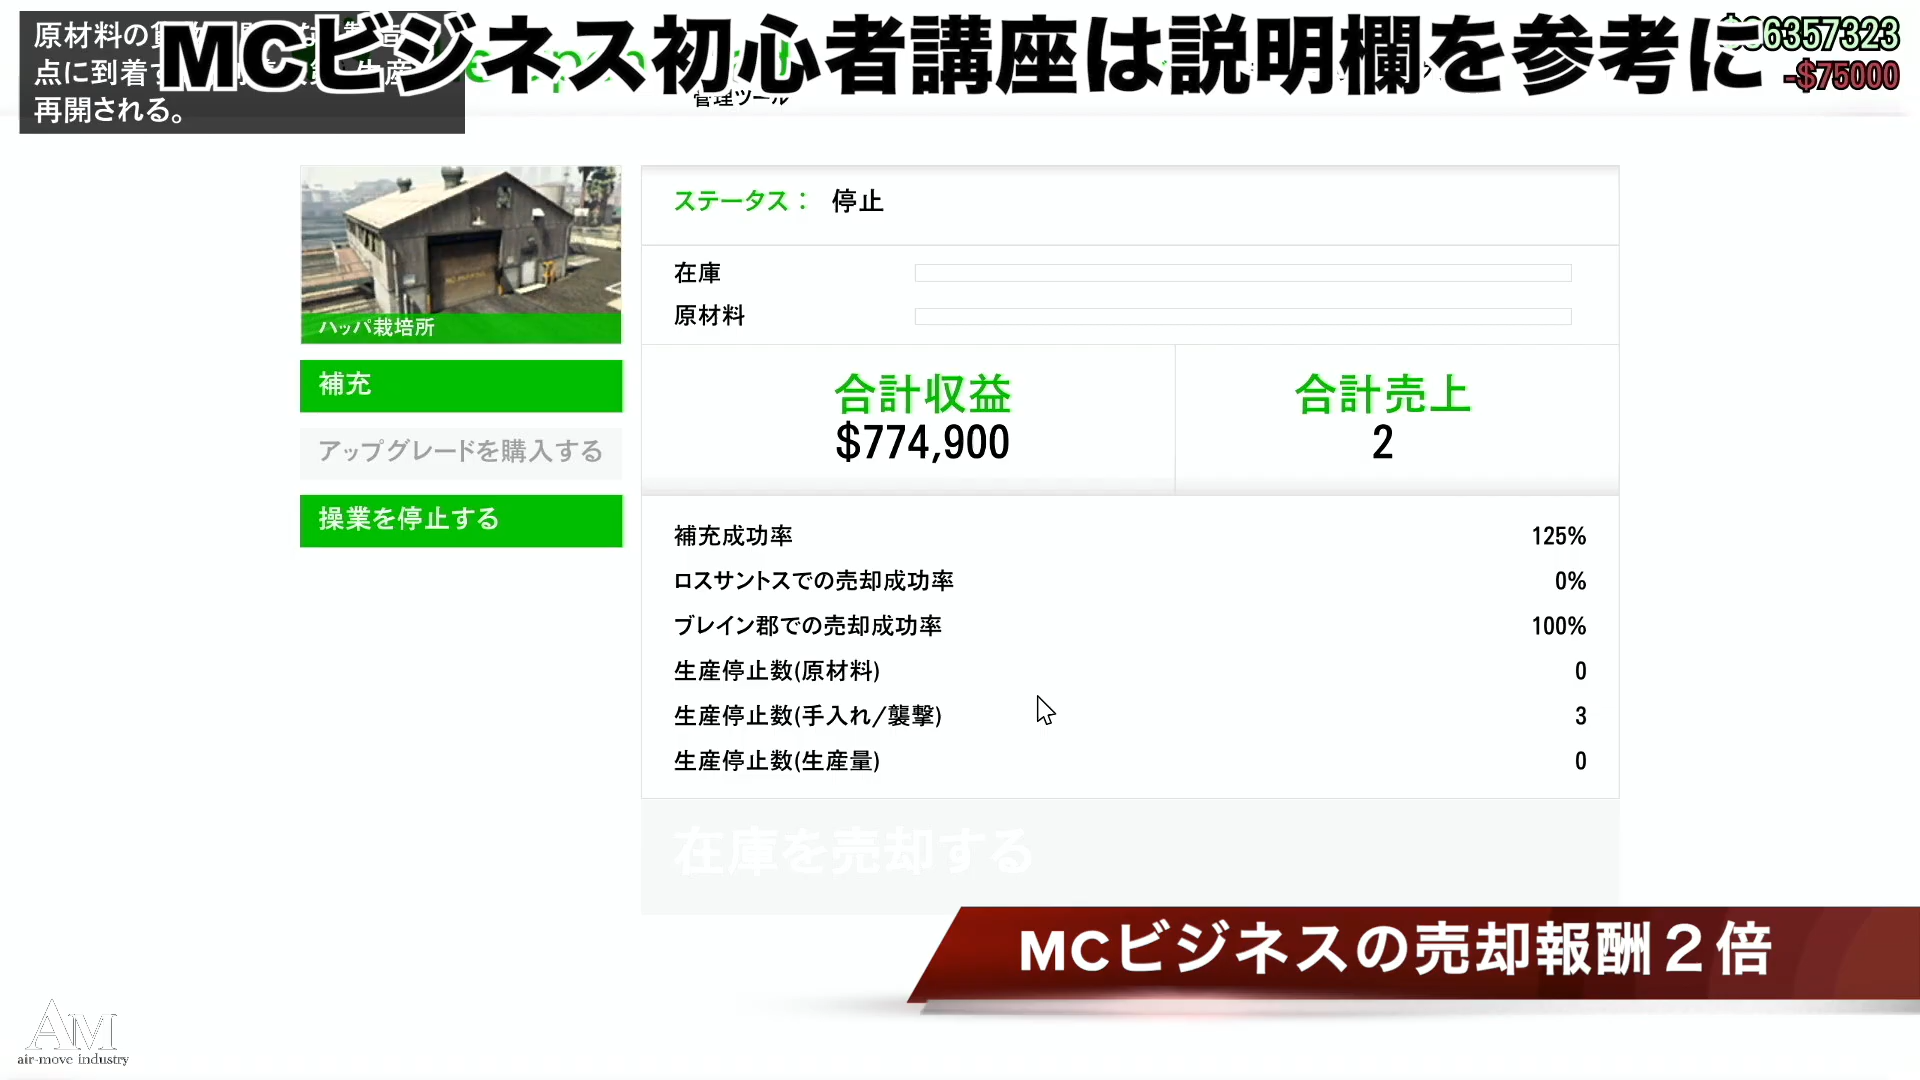 MCビジネス初心者講座は説明欄を参考に
原材料の
点に到着す
再開される。
管理ツール
6357323
-$75000
ハッパ栽培所
補充
アップグレードを購入する
操業を停止する
ステータス： 停止
在庫
原材料
合計収益
$774,900
合計売上
2
補充成功率 125%
ロスサントスでの売却成功率 0%
ブレイン郡での売却成功率 100%
生産停止数(原材料) 0
生産停止数(手入れ/襲撃) 3
生産停止数(生産量) 0
在庫を売却する
MCビジネスの売却報酬２倍
AM
air-move industry